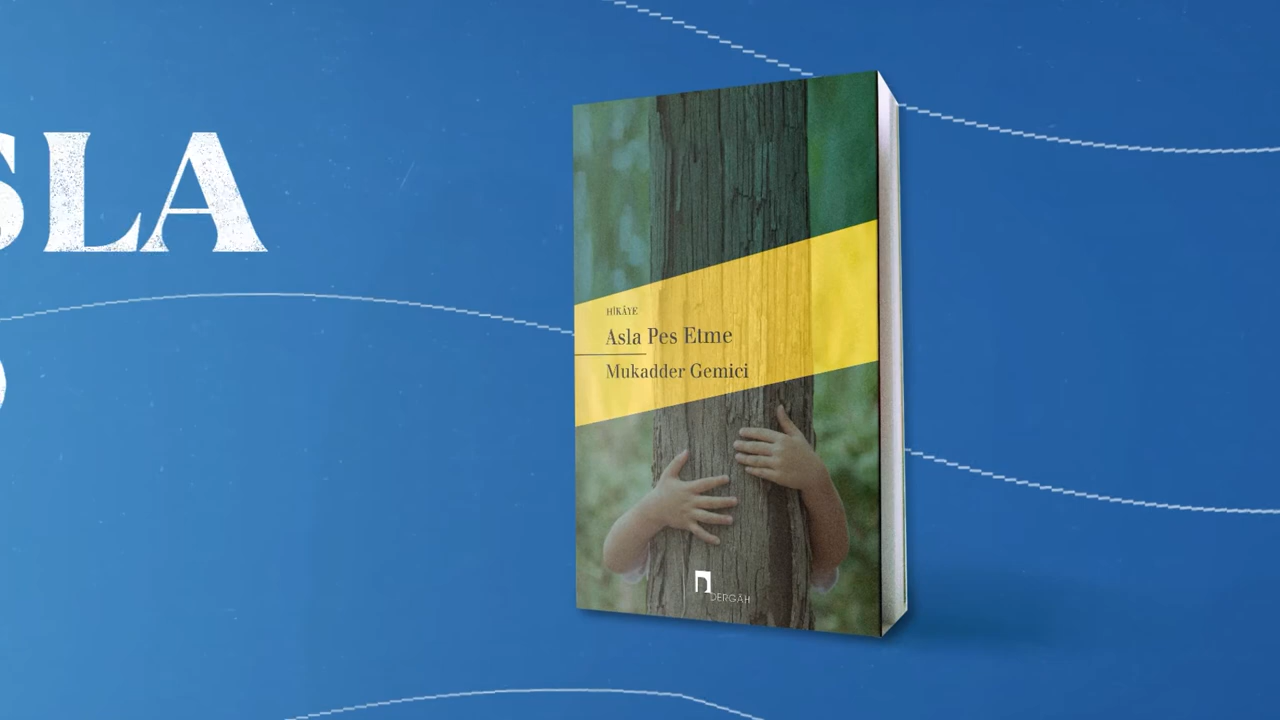 SLA
HİKÂYE
Asla Pes Etme
Mukadder Gemici
DERGÂH